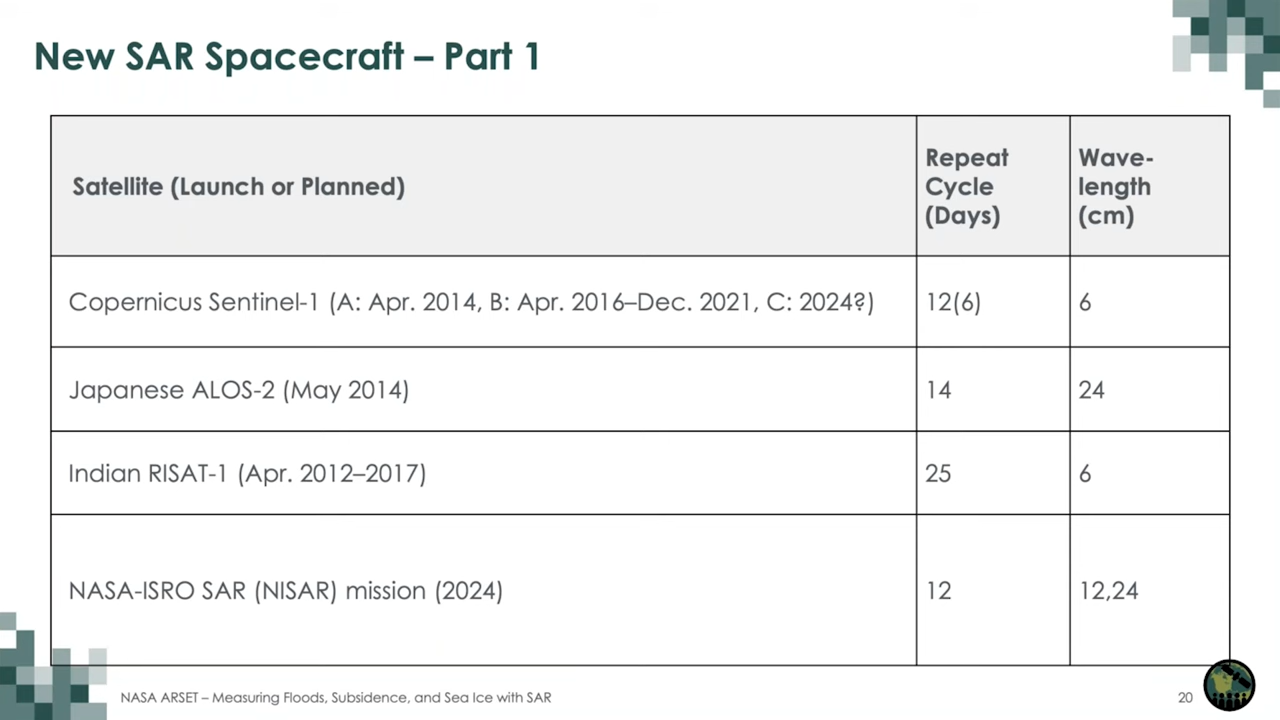 New SAR Spacecraft – Part 1
Satellite (Launch or Planned)
Repeat
Cycle
(Days)
Wave-
length
(cm)
Copernicus Sentinel-1 (A: Apr. 2014, B: Apr. 2016–Dec. 2021, C: 2024?)
12(6)
6
Japanese ALOS-2 (May 2014)
14
24
Indian RISAT-1 (Apr. 2012–2017)
25
6
NASA-ISRO SAR (NISAR) mission (2024)
12
12,24
NASA ARSET – Measuring Floods, Subsidence, and Sea Ice with SAR
20